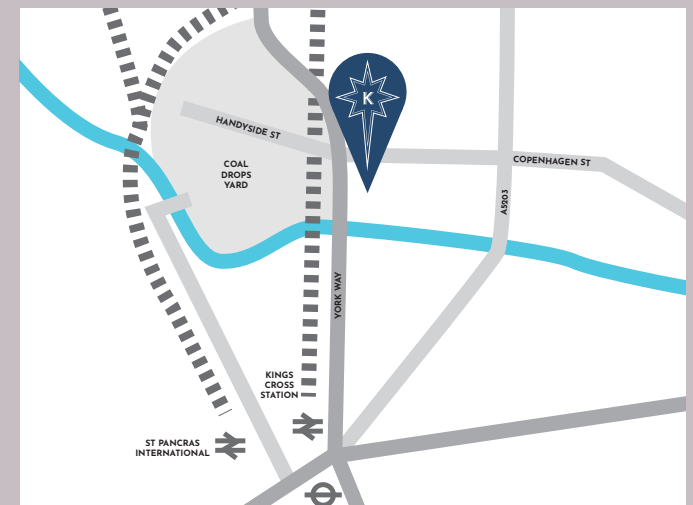 K
HANDYSIDE ST
COPENHAGEN ST
COAL
DROPS
YARD
A5203
YORK WAY
KINGS
CROSS
STATION
ST PANCRAS
INTERNATIONAL